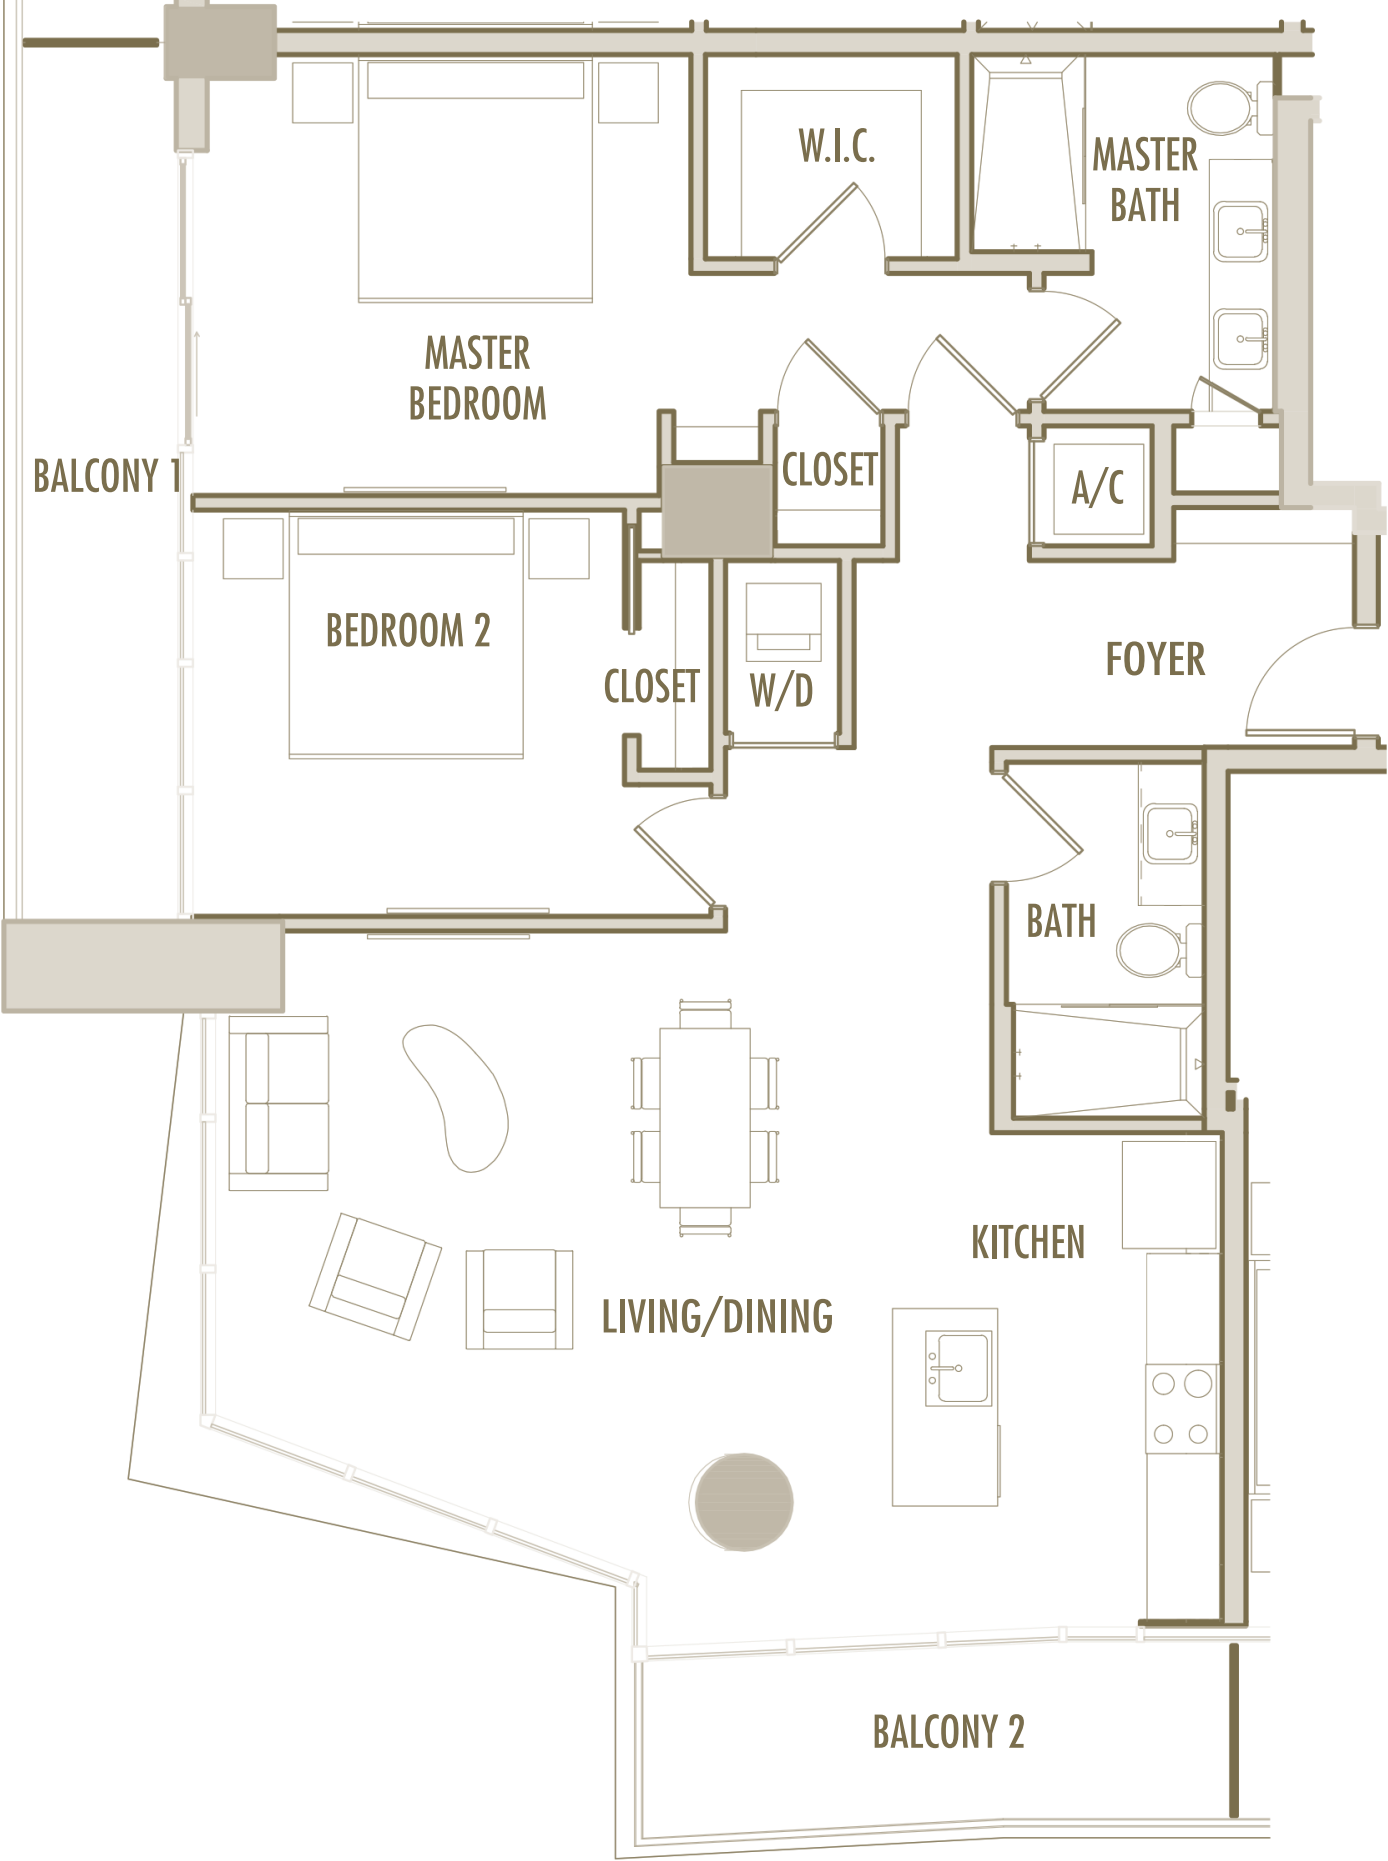 W.I.C.
MASTER
BATH
MASTER
BEDROOM
BALCONY 1
CLOSET
A/C
BEDROOM 2
CLOSET
W/D
FOYER
BATH
KITCHEN
LIVING/DINING
BALCONY 2